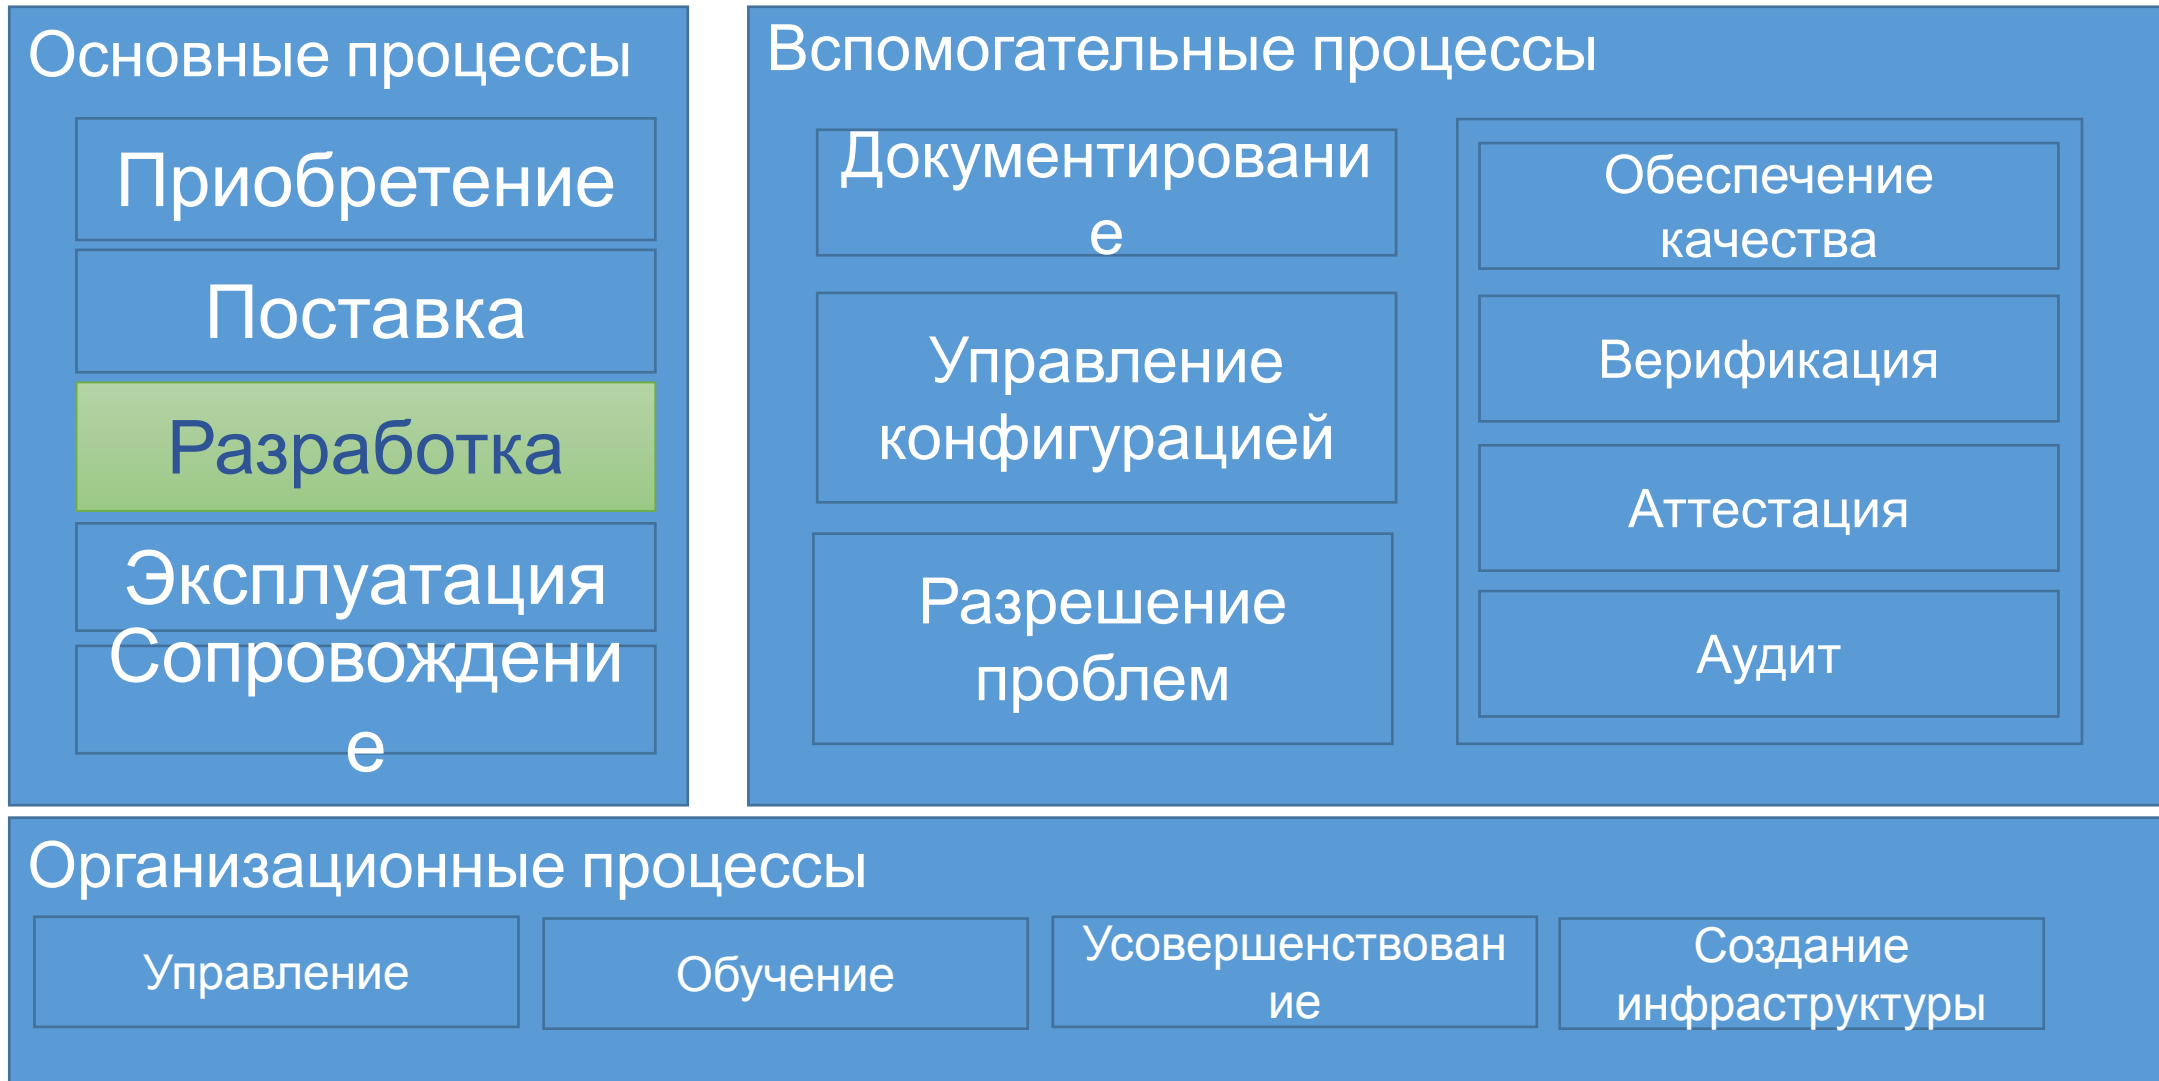 Основные процессы
Приобретение
Поставка
Разработка
Эксплуатация
Сопровождени
е
Вспомогательные процессы
Документировани
е
Управление
конфигурацией
Разрешение
проблем
Обеспечение
качества
Верификация
Аттестация
Аудит
Организационные процессы
Управление
Обучение
Усовершенствован
ие
Создание
инфраструктуры